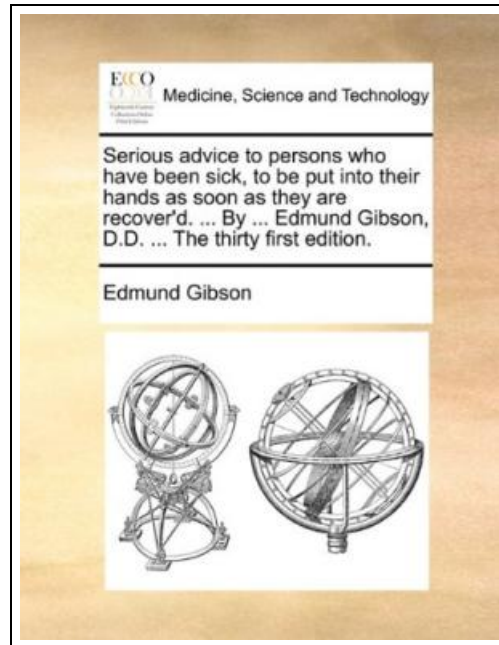 ECCO
Medicine, Science and Technology
Serious advice to persons who
have been sick, to be put into their
hands as soon as they are
recover'd. ... By ... Edmund Gibson,
D.D. ... The thirty first edition.
Edmund Gibson